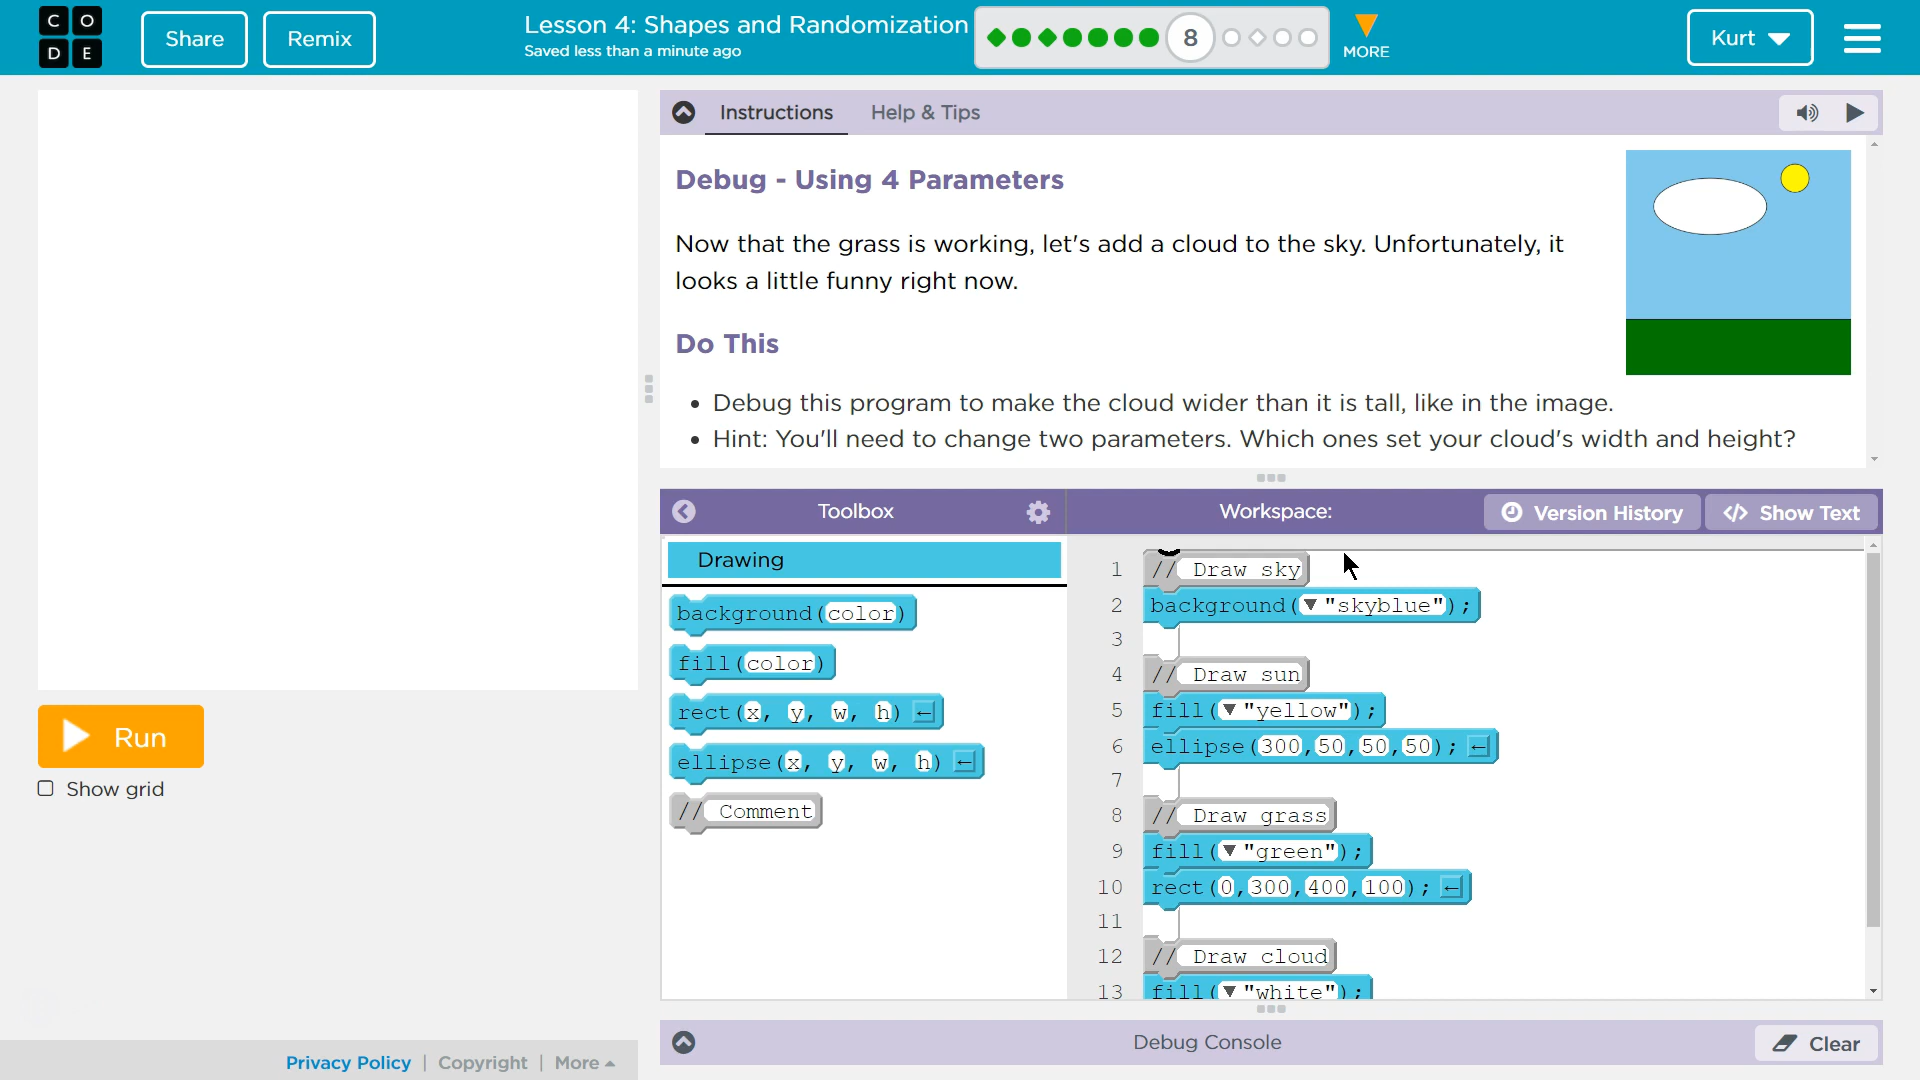 C O
D E
Share
Remix
Lesson 4: Shapes and Randomization
Saved less than a minute ago
8
MORE
Kurt
Instructions
Help & Tips
Debug - Using 4 Parameters
Now that the grass is working, let's add a cloud to the sky. Unfortunately, it
looks a little funny right now.
Do This
• Debug this program to make the cloud wider than it is tall, like in the image.
• Hint: You'll need to change two parameters. Which ones set your cloud's width and height?
Run
Show grid
Toolbox
Drawing
background(color)
fill(color)
rect(x, y, w, h) ←
ellipse(x, y, w, h) ←
// Comment
Workspace:
Version History
</> Show Text
1 // Draw sky
2 background(▼ "skyblue");
3
4 // Draw sun
5 fill(▼ "yellow");
6 ellipse(300,50,50,50); ←
7
8 // Draw grass
9 fill(▼ "green");
10 rect(0,300,400,100); ←
11
12 // Draw cloud
13 fill(▼ "white");
Debug Console
Clear
Privacy Policy | Copyright | More